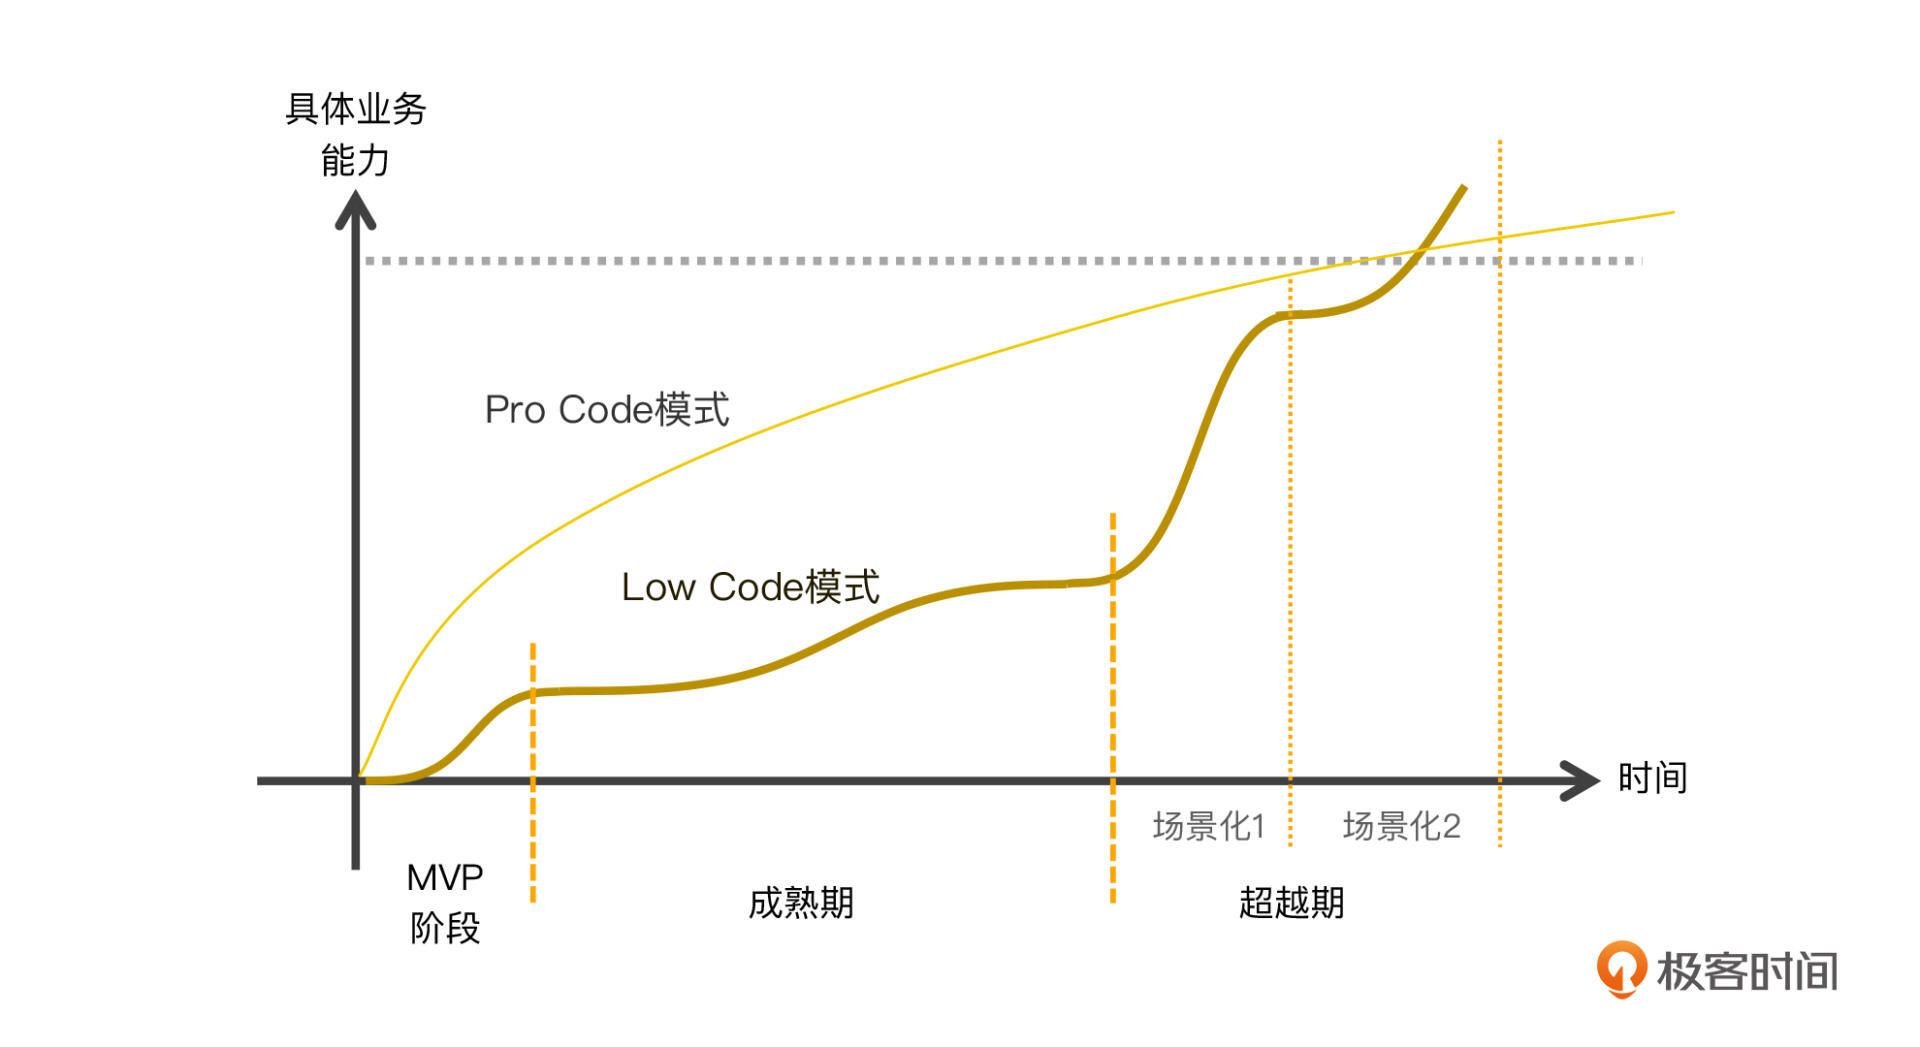 具体业务
能力
Pro Code模式
Low Code模式
时间
场景化1
场景化2
MVP
阶段
成熟期
超越期
极客时间